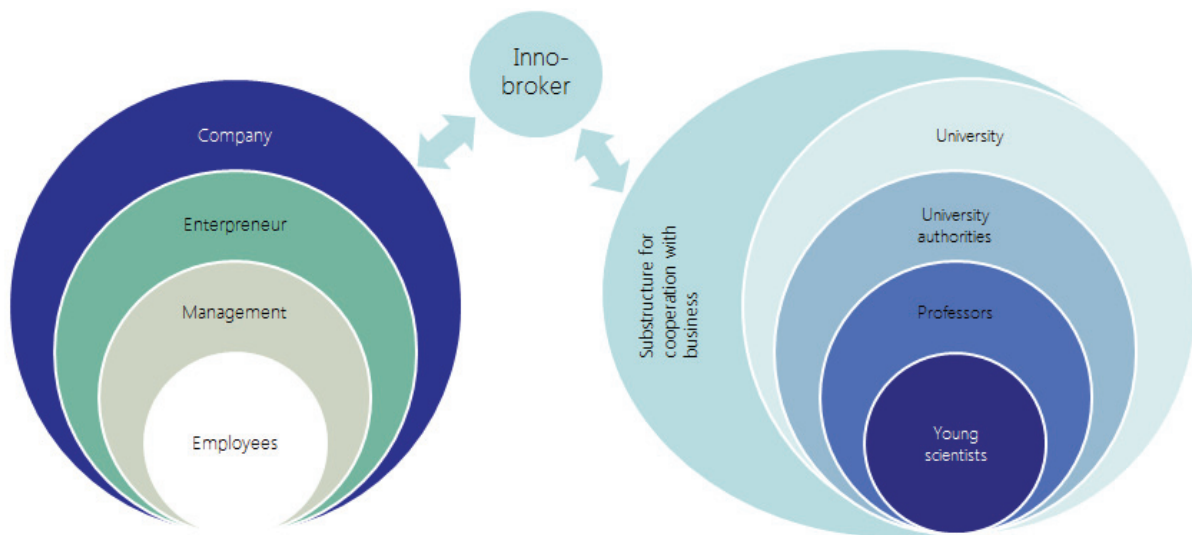 Inno-
broker
Company
Enterpreneur
Management
Employees
Substructure for
cooperation with
business
University
University
authorities
Professors
Young
scientists